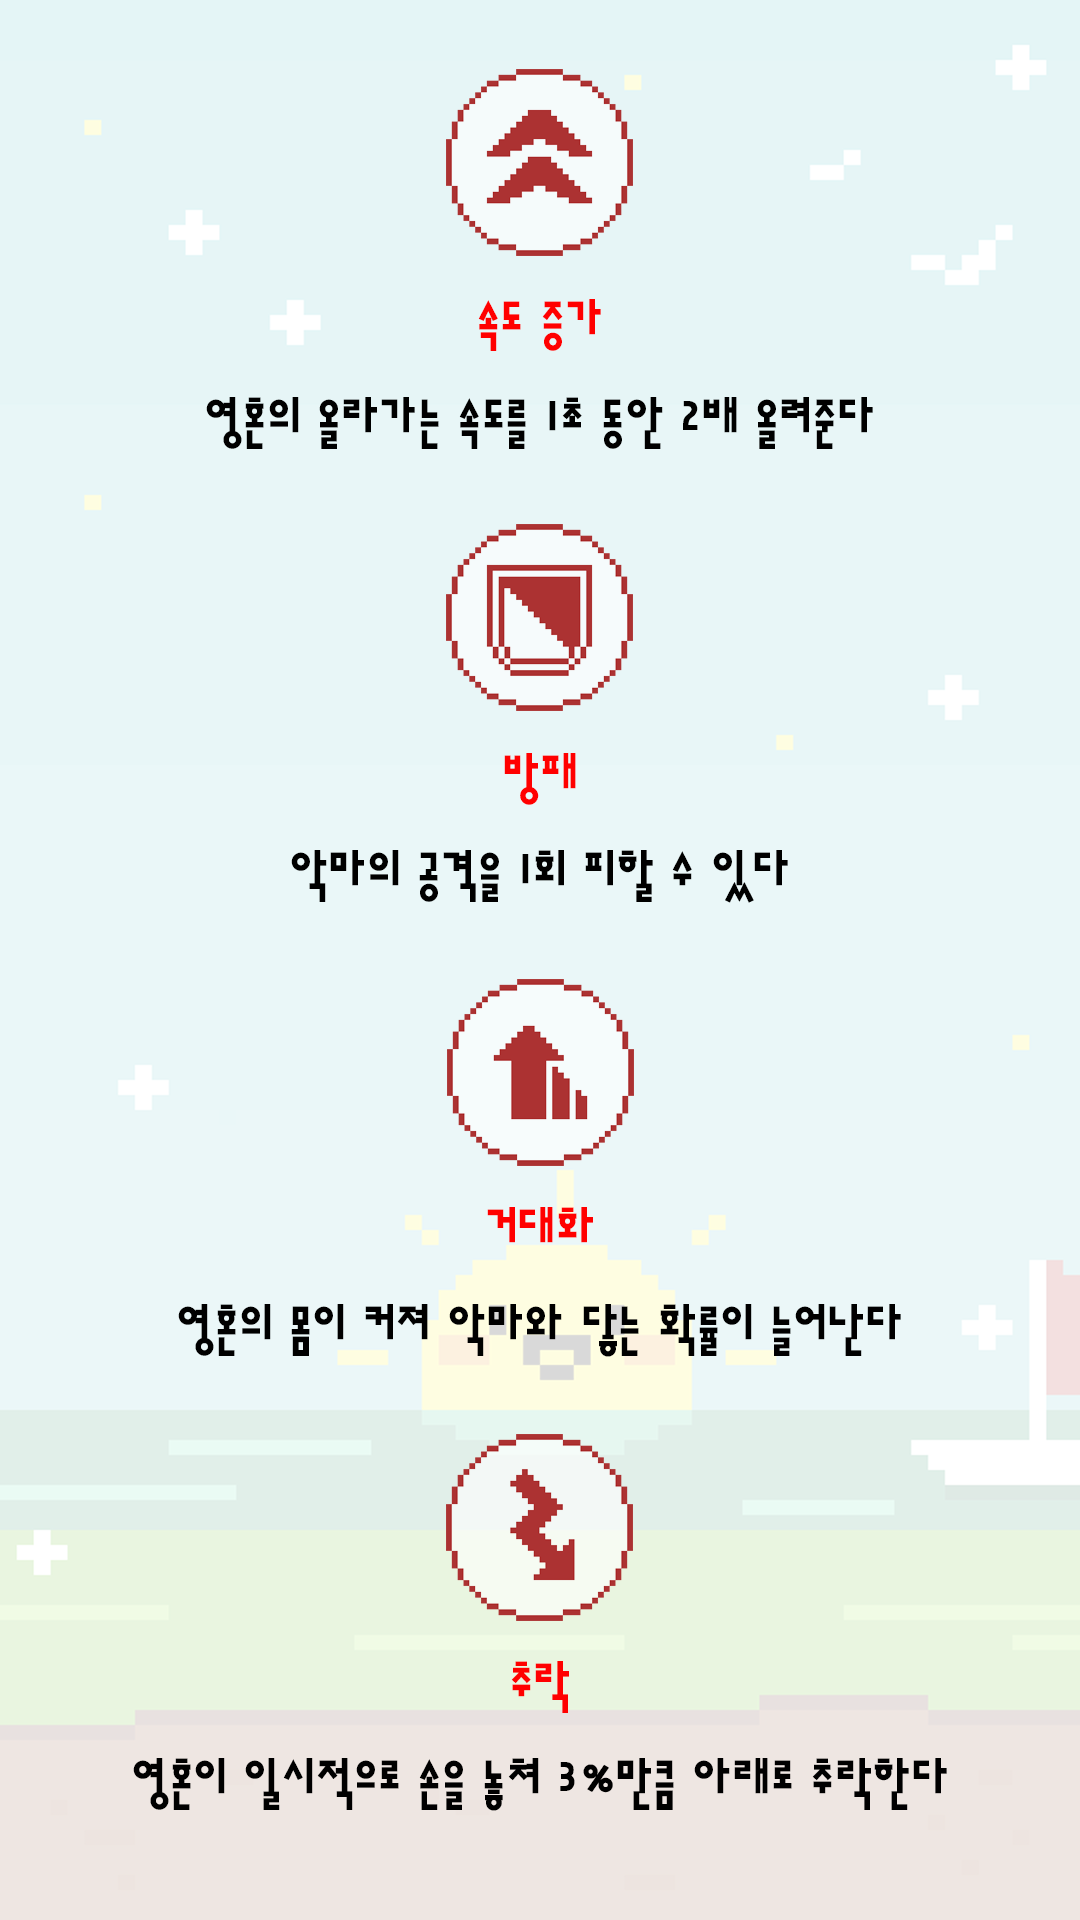 속도 증가
영혼의 올라가는 속도를 1초 동안 2배 올려준다
방패
악마의 공격을 1회 피할 수 있다
거대화
영혼의 몸이 커져 악마와 닿는 확률이 늘어난다
추락
영혼이 일시적으로 손을 놓쳐 3%만큼 아래로 추락한다